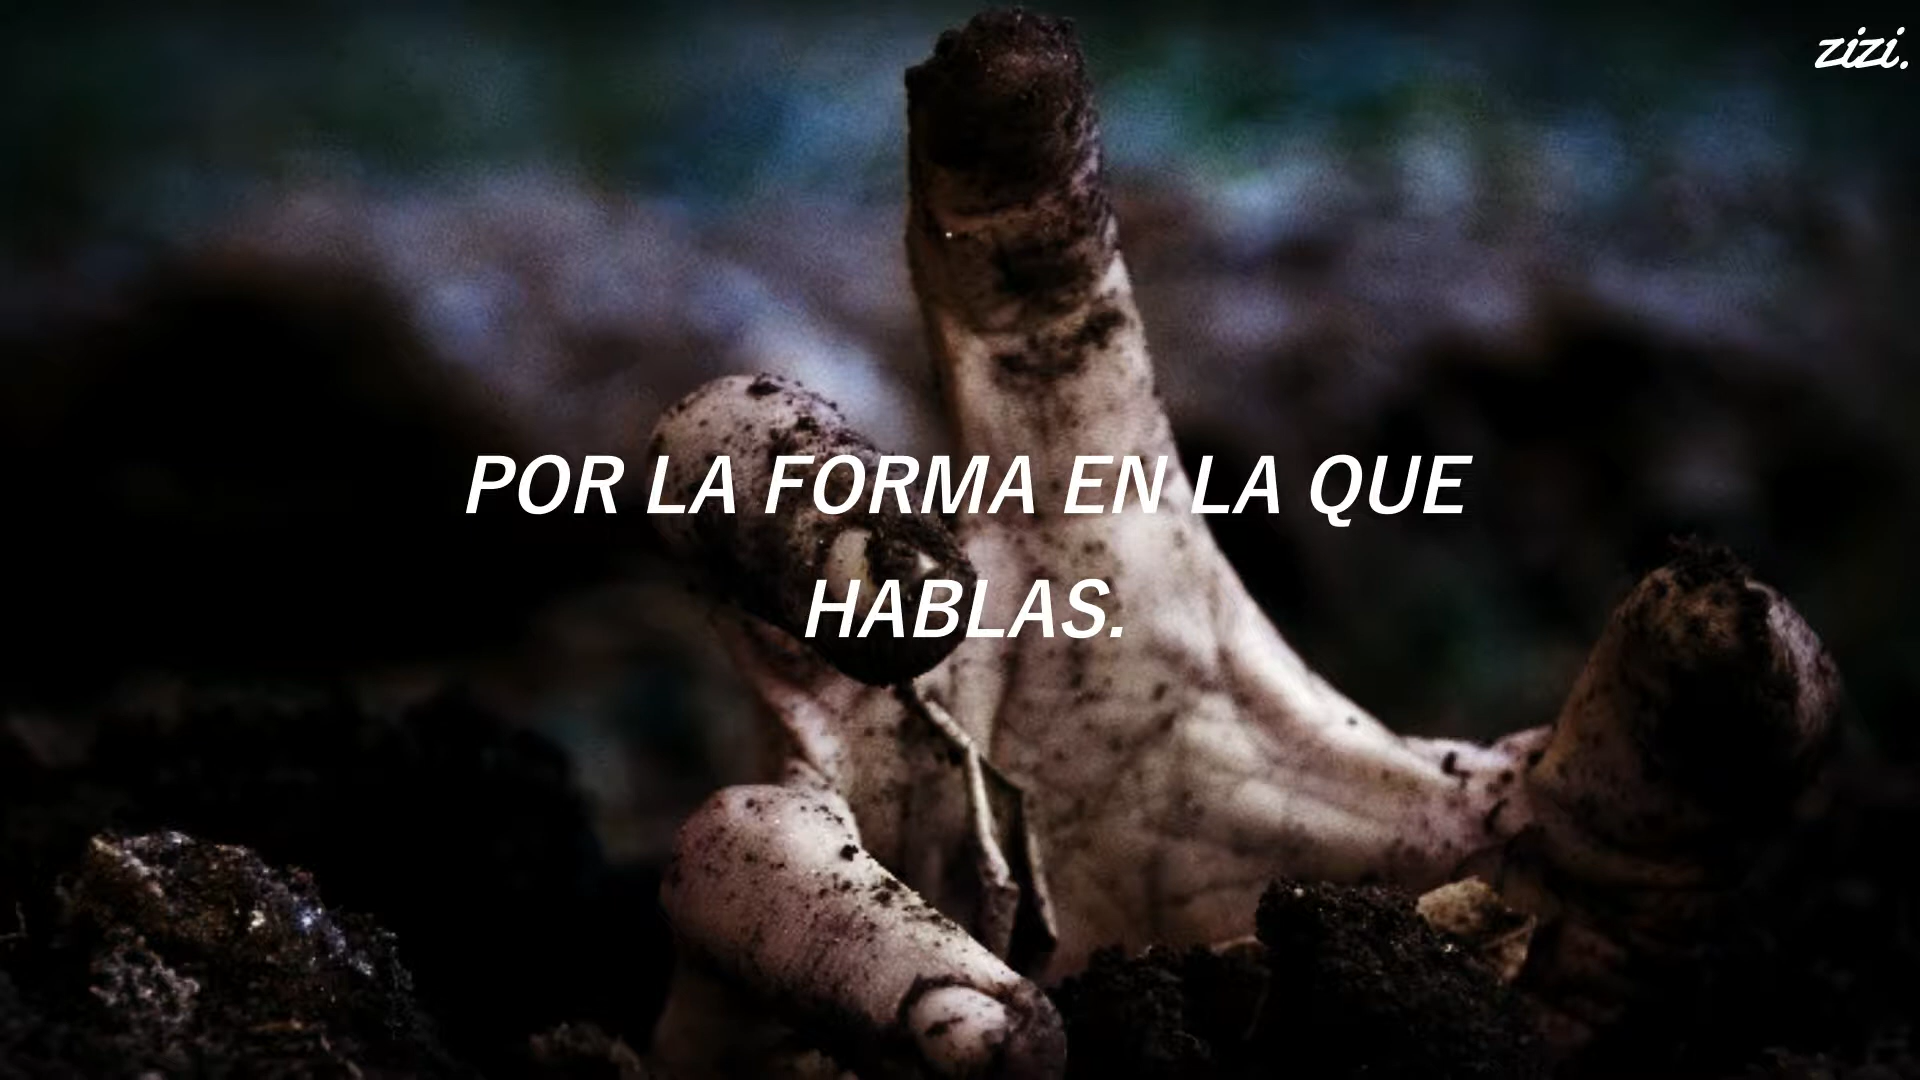 zizi.
POR LA FORMA EN LA QUE
HABLAS.